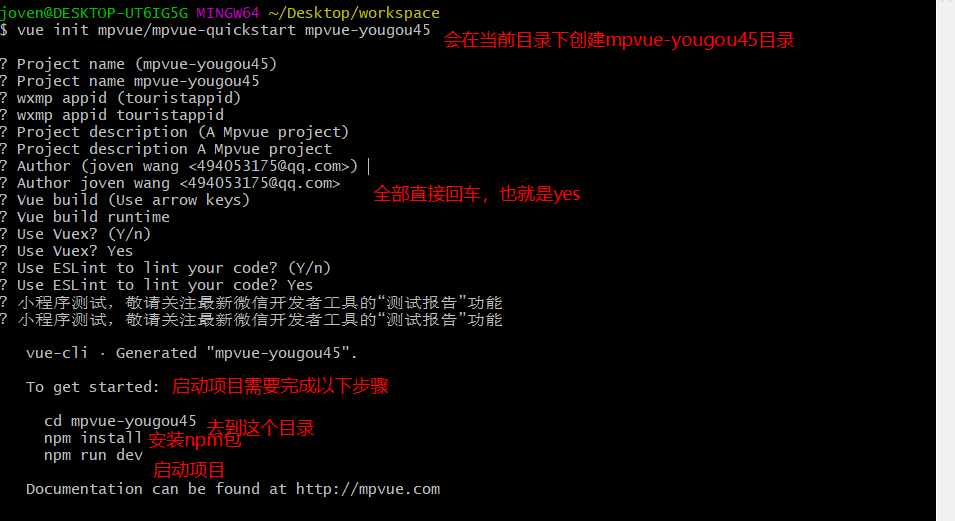 joven@DESKTOP-UT6IG5G MINGW64 ~/Desktop/workspace
$ vue init mpvue/mpvue-quickstart mpvue-yougou45 会在当前目录下创建mpvue-yougou45目录
? Project name (mpvue-yougou45)
? Project name mpvue-yougou45
? wxmp appid (touristappid)
? wxmp appid touristappid
? Project description (A Mpvue project)
? Project description A Mpvue project
? Author (joven wang <494053175@qq.com>)
? Author joven wang <494053175@qq.com>
全部直接回车，也就是yes
? Vue build (Use arrow keys)
? Vue build runtime
? Use Vuex? (Y/n)
? Use Vuex? Yes
? Use ESLint to lint your code? (Y/n)
? Use ESLint to lint your code? Yes
? 小程序测试，敬请关注最新微信开发者工具的“测试报告”功能
? 小程序测试，敬请关注最新微信开发者工具的“测试报告”功能
vue-cli · Generated "mpvue-yougou45".
To get started: 启动项目需要完成以下步骤
cd mpvue-yougou45 去到这个目录
npm install 安装npm包
npm run dev
启动项目
Documentation can be found at http://mpvue.com